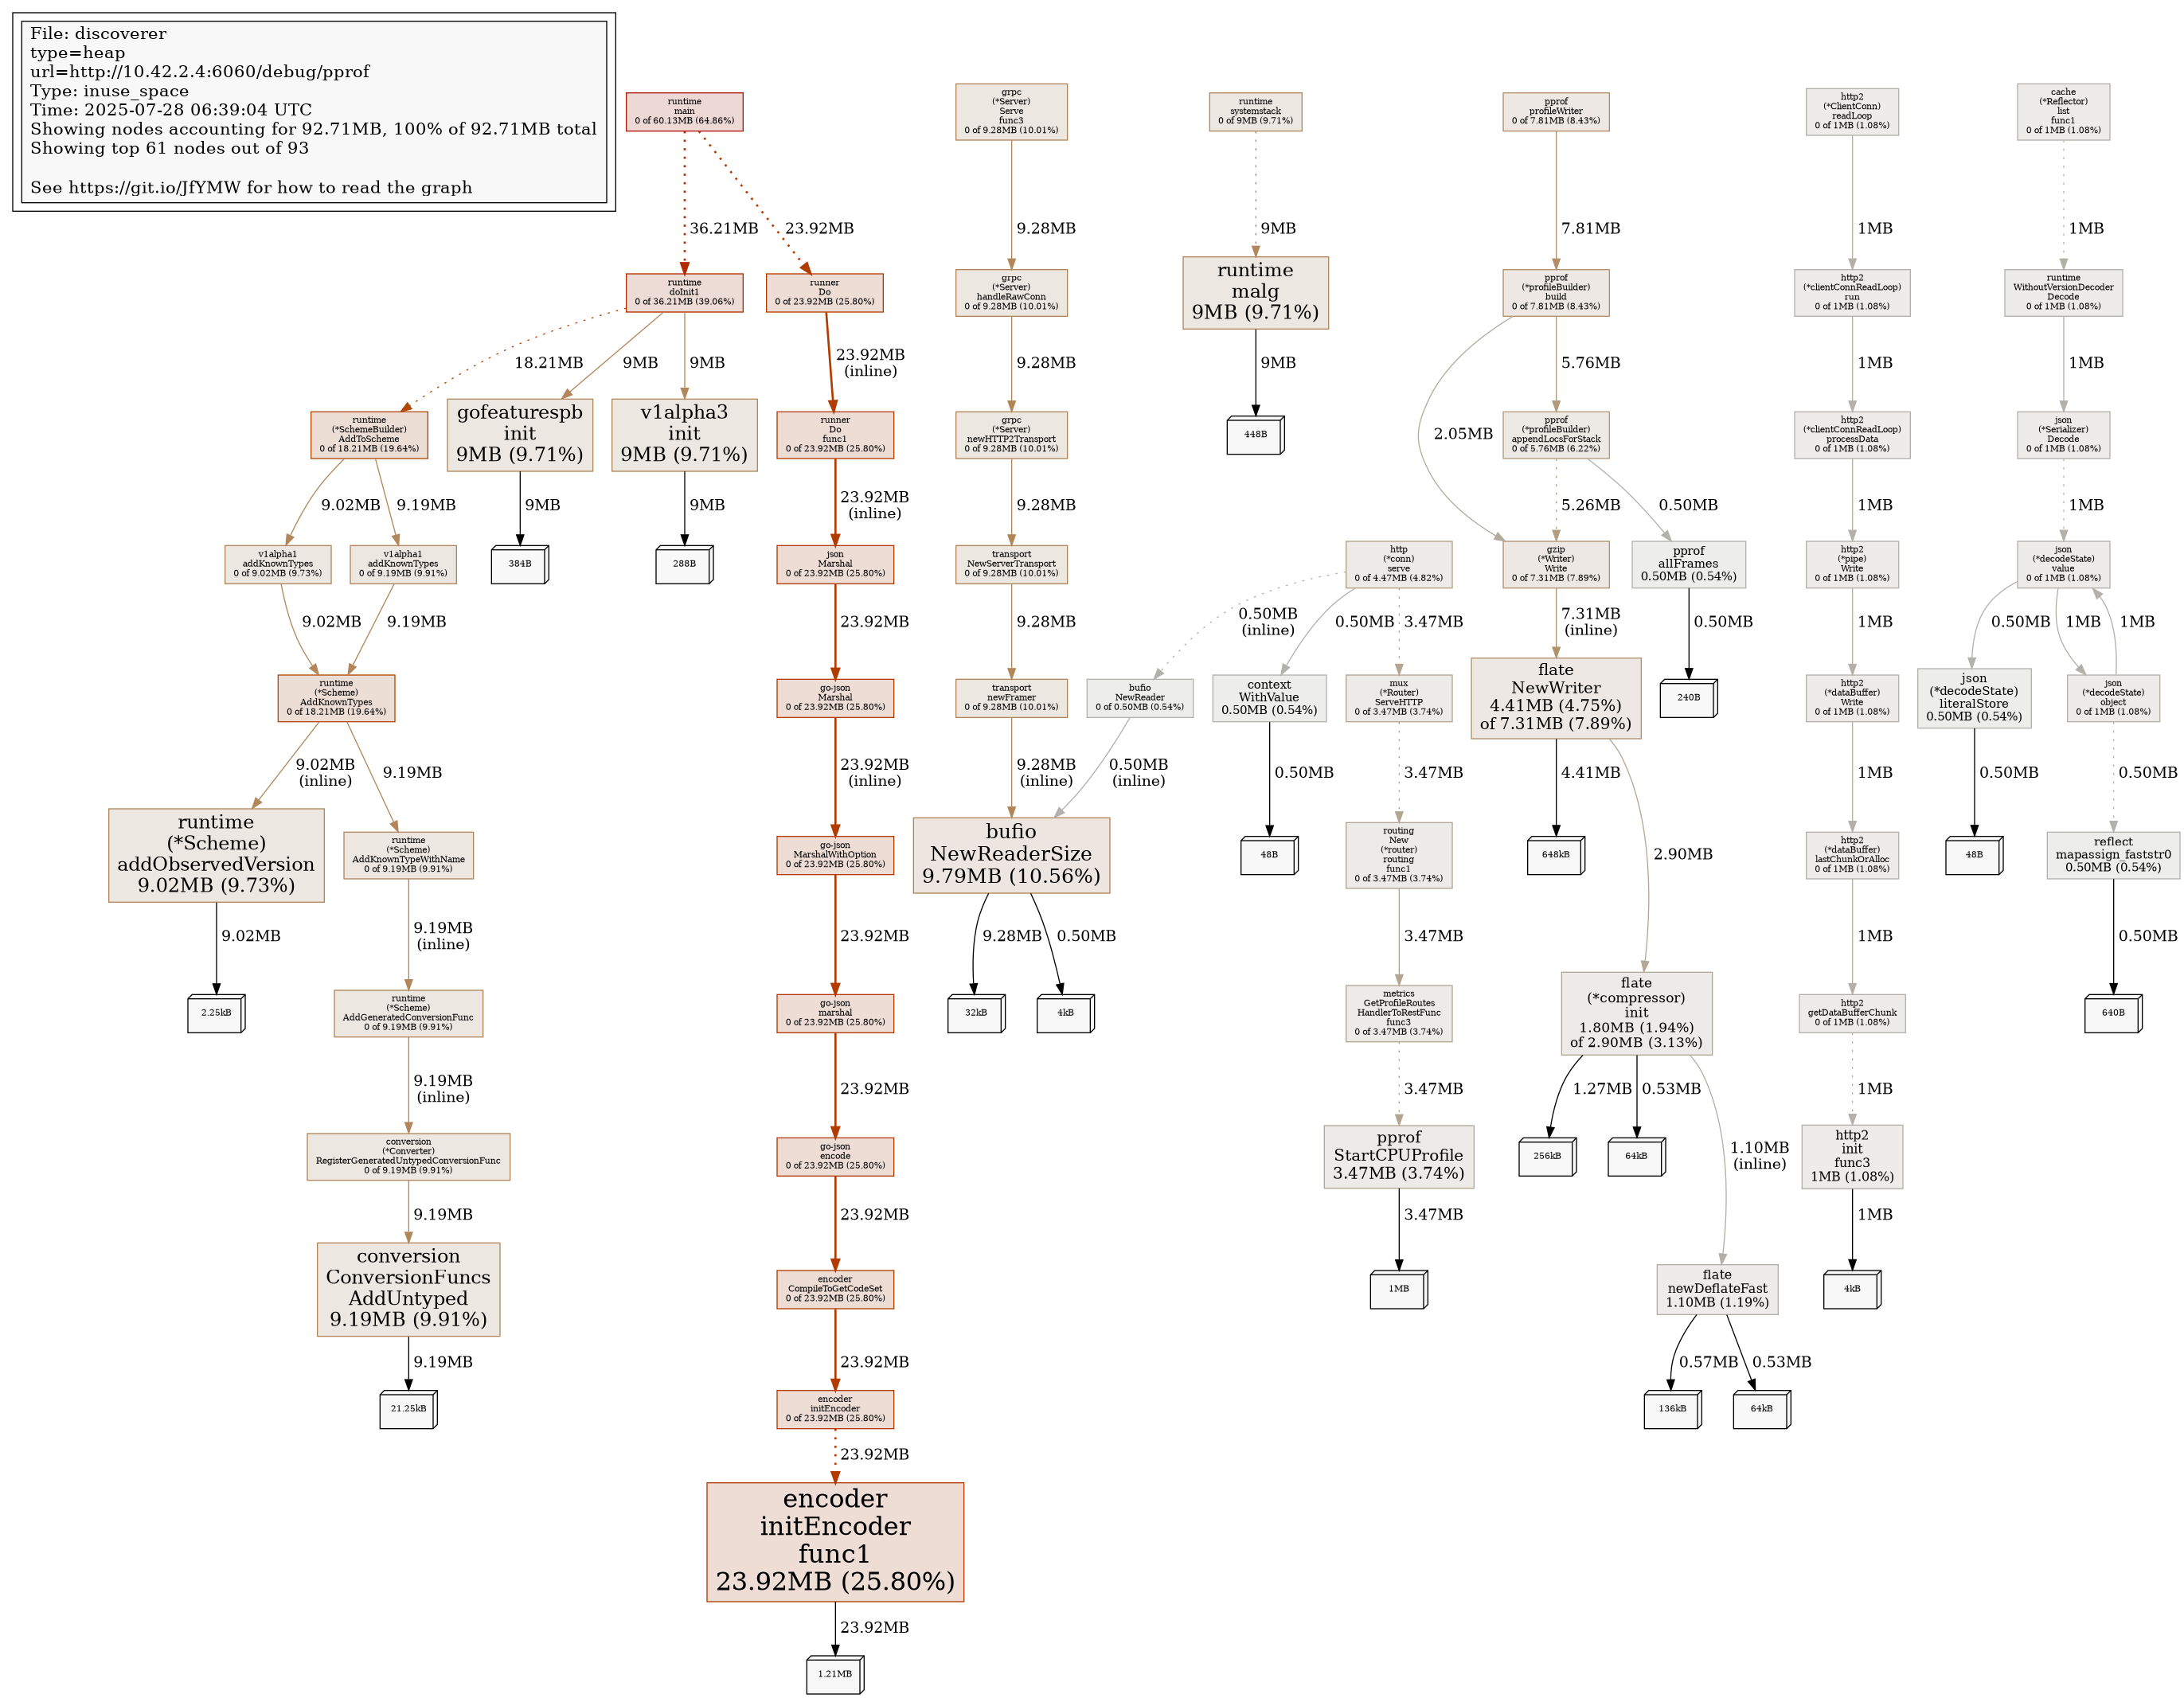 File: discoverer
type=heap
url=http://10.42.2.4:6060/debug/pprof
Type: inuse_space
Time: 2025-07-28 06:39:04 UTC
Showing nodes accounting for 92.71MB, 100% of 92.71MB total
Showing top 61 nodes out of 93
See https://git.io/JfYMW for how to read the graph
runtime
main
0 of 60.13MB (64.86%)
36.21MB
23.92MB
runtime
doInit1
0 of 36.21MB (39.06%)
18.21MB
9MB
9MB
runtime
(*SchemeBuilder)
AddToScheme
0 of 18.21MB (19.64%)
9.02MB
9.19MB
gofeaturespb
init
9MB (9.71%)
9MB
384B
v1alpha3
init
9MB (9.71%)
9MB
288B
v1alpha1
addKnownTypes
0 of 9.02MB (9.73%)
9.02MB
v1alpha1
addKnownTypes
0 of 9.19MB (9.91%)
9.19MB
runtime
(*Scheme)
AddKnownTypes
0 of 18.21MB (19.64%)
9.02MB
(inline)
9.19MB
runtime
(*Scheme)
addObservedVersion
9.02MB (9.73%)
9.02MB
2.25kB
runtime
(*Scheme)
AddKnownTypeWithName
0 of 9.19MB (9.91%)
9.19MB
(inline)
runtime
(*Scheme)
AddGeneratedConversionFunc
0 of 9.19MB (9.91%)
9.19MB
(inline)
conversion
(*Converter)
RegisterGeneratedUntypedConversionFunc
0 of 9.19MB (9.91%)
9.19MB
conversion
ConversionFuncs
AddUntyped
9.19MB (9.91%)
9.19MB
21.25kB
runner
Do
0 of 23.92MB (25.80%)
23.92MB
(inline)
runner
Do
func1
0 of 23.92MB (25.80%)
23.92MB
(inline)
json
Marshal
0 of 23.92MB (25.80%)
23.92MB
go-json
Marshal
0 of 23.92MB (25.80%)
23.92MB
(inline)
go-json
MarshalWithOption
0 of 23.92MB (25.80%)
23.92MB
go-json
marshal
0 of 23.92MB (25.80%)
23.92MB
go-json
encode
0 of 23.92MB (25.80%)
23.92MB
encoder
CompileToGetCodeSet
0 of 23.92MB (25.80%)
23.92MB
encoder
initEncoder
0 of 23.92MB (25.80%)
23.92MB
encoder
initEncoder
func1
23.92MB (25.80%)
23.92MB
1.21MB
grpc
(*Server)
Serve
func3
0 of 9.28MB (10.01%)
9.28MB
grpc
(*Server)
handleRawConn
0 of 9.28MB (10.01%)
9.28MB
grpc
(*Server)
newHTTP2Transport
0 of 9.28MB (10.01%)
9.28MB
transport
NewServerTransport
0 of 9.28MB (10.01%)
9.28MB
transport
newFramer
0 of 9.28MB (10.01%)
9.28MB
(inline)
bufio
NewReader
0 of 0.50MB (0.54%)
0.50MB
(inline)
bufio
NewReaderSize
9.79MB (10.56%)
9.28MB
0.50MB
32kB
4kB
runtime
systemstack
0 of 9MB (9.71%)
9MB
runtime
malg
9MB (9.71%)
9MB
448B
http
(*conn)
serve
0 of 4.47MB (4.82%)
0.50MB
(inline)
0.50MB
3.47MB
context
WithValue
0.50MB (0.54%)
0.50MB
48B
mux
(*Router)
ServeHTTP
0 of 3.47MB (3.74%)
3.47MB
routing
New
(*router)
routing
func1
0 of 3.47MB (3.74%)
3.47MB
metrics
GetProfileRoutes
HandlerToRestFunc
func3
0 of 3.47MB (3.74%)
3.47MB
pprof
StartCPUProfile
3.47MB (3.74%)
3.47MB
1MB
pprof
profileWriter
0 of 7.81MB (8.43%)
7.81MB
pprof
(*profileBuilder)
build
0 of 7.81MB (8.43%)
2.05MB
5.76MB
pprof
(*profileBuilder)
appendLocsForStack
0 of 5.76MB (6.22%)
5.26MB
0.50MB
gzip
(*Writer)
Write
0 of 7.31MB (7.89%)
7.31MB
(inline)
pprof
allFrames
0.50MB (0.54%)
0.50MB
240B
flate
NewWriter
4.41MB (4.75%)
of 7.31MB (7.89%)
4.41MB
2.90MB
648kB
flate
(*compressor)
init
1.80MB (1.94%)
of 2.90MB (3.13%)
1.27MB
0.53MB
1.10MB
(inline)
256kB
64kB
flate
newDeflateFast
1.10MB (1.19%)
0.57MB
0.53MB
136kB
64kB
http2
(*ClientConn)
readLoop
0 of 1MB (1.08%)
1MB
http2
(*clientConnReadLoop)
run
0 of 1MB (1.08%)
1MB
http2
(*clientConnReadLoop)
processData
0 of 1MB (1.08%)
1MB
http2
(*pipe)
Write
0 of 1MB (1.08%)
1MB
http2
(*dataBuffer)
Write
0 of 1MB (1.08%)
1MB
http2
(*dataBuffer)
lastChunkOrAlloc
0 of 1MB (1.08%)
1MB
http2
getDataBufferChunk
0 of 1MB (1.08%)
1MB
http2
init
func3
1MB (1.08%)
1MB
4kB
cache
(*Reflector)
list
func1
0 of 1MB (1.08%)
1MB
runtime
WithoutVersionDecoder
Decode
0 of 1MB (1.08%)
1MB
json
(*Serializer)
Decode
0 of 1MB (1.08%)
1MB
json
(*decodeState)
value
0 of 1MB (1.08%)
0.50MB
1MB
1MB
json
(*decodeState)
literalStore
0.50MB (0.54%)
0.50MB
48B
json
(*decodeState)
object
0 of 1MB (1.08%)
0.50MB
reflect
mapassign_faststr0
0.50MB (0.54%)
0.50MB
640B